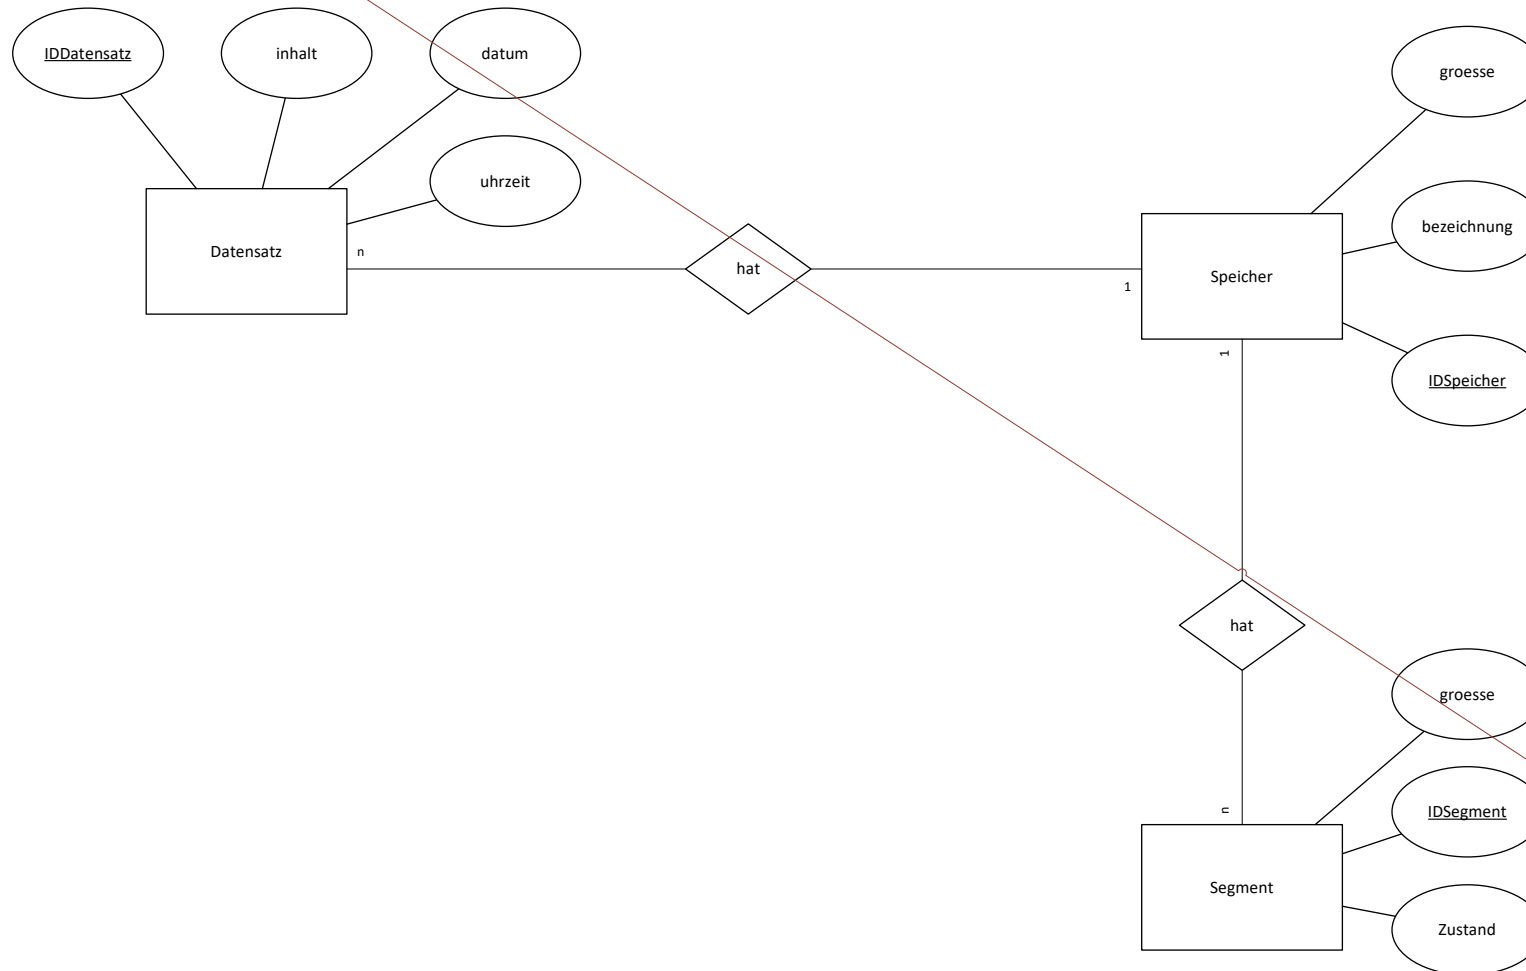 IDDatensatz
inhalt
datum
groesse
uhrzeit
bezeichnung
Datensatz
n
hat
1
Speicher
1
IDSpeicher
hat
groesse
n
IDSegment
Segment
Zustand